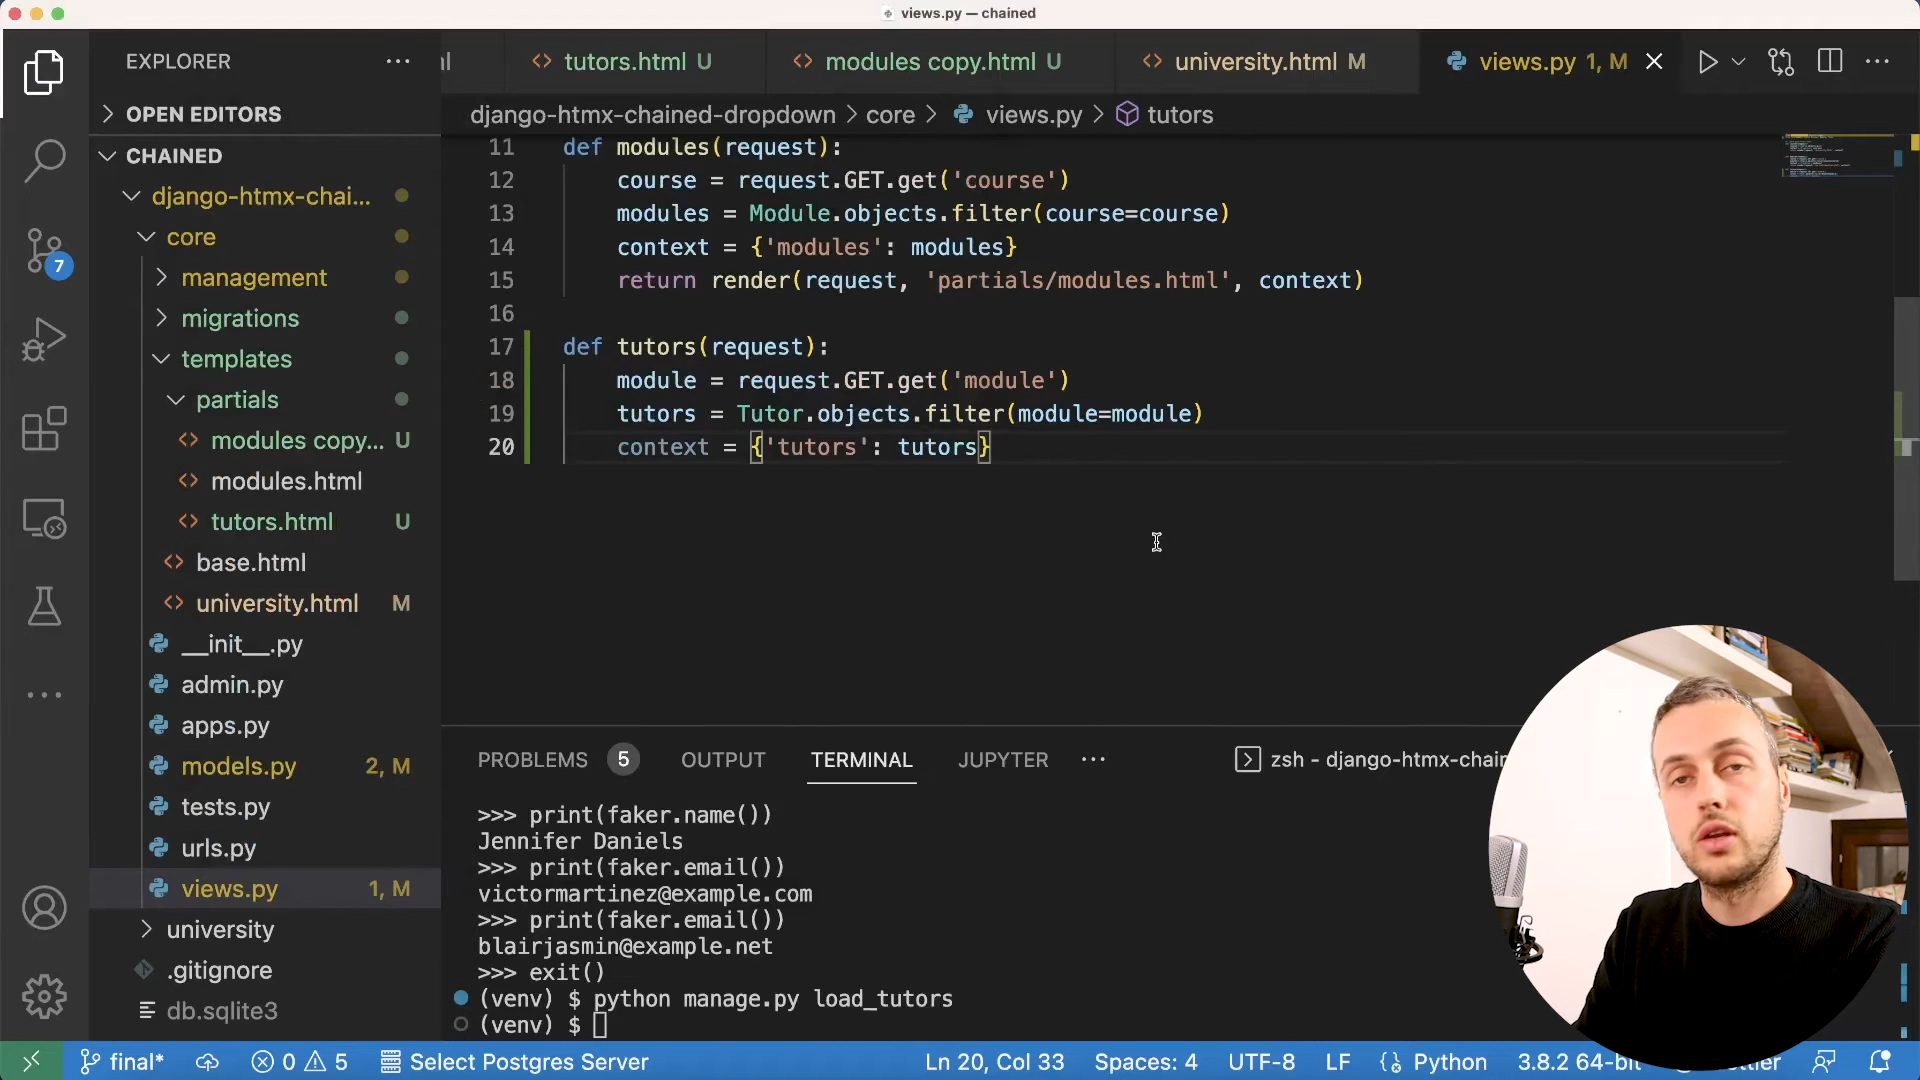 views.py — chained
EXPLORER
tutors.html U
modules copy.html U
university.html M
views.py 1, M
OPEN EDITORS
django-htmx-chained-dropdown > core > views.py > tutors
CHAINED
django-htmx-chai...
core
management
migrations
templates
partials
modules copy... U
modules.html
tutors.html U
base.html
university.html M
__init__.py
admin.py
apps.py
models.py 2, M
tests.py
urls.py
views.py 1, M
university
.gitignore
db.sqlite3
7
11 def modules(request):
12 course = request.GET.get('course')
13 modules = Module.objects.filter(course=course)
14 context = {'modules': modules}
15 return render(request, 'partials/modules.html', context)
16
17 def tutors(request):
18 module = request.GET.get('module')
19 tutors = Tutor.objects.filter(module=module)
20 context = {'tutors': tutors}
PROBLEMS 5 OUTPUT TERMINAL JUPYTER ...
zsh - django-htmx-chain
>>> print(faker.name())
Jennifer Daniels
>>> print(faker.email())
victormartinez@example.com
>>> print(faker.email())
blairjasmin@example.net
>>> exit()
(venv) $ python manage.py load_tutors
(venv) $
final* 0 5 Select Postgres Server Ln 20, Col 33 Spaces: 4 UTF-8 LF Python 3.8.2 64-bit